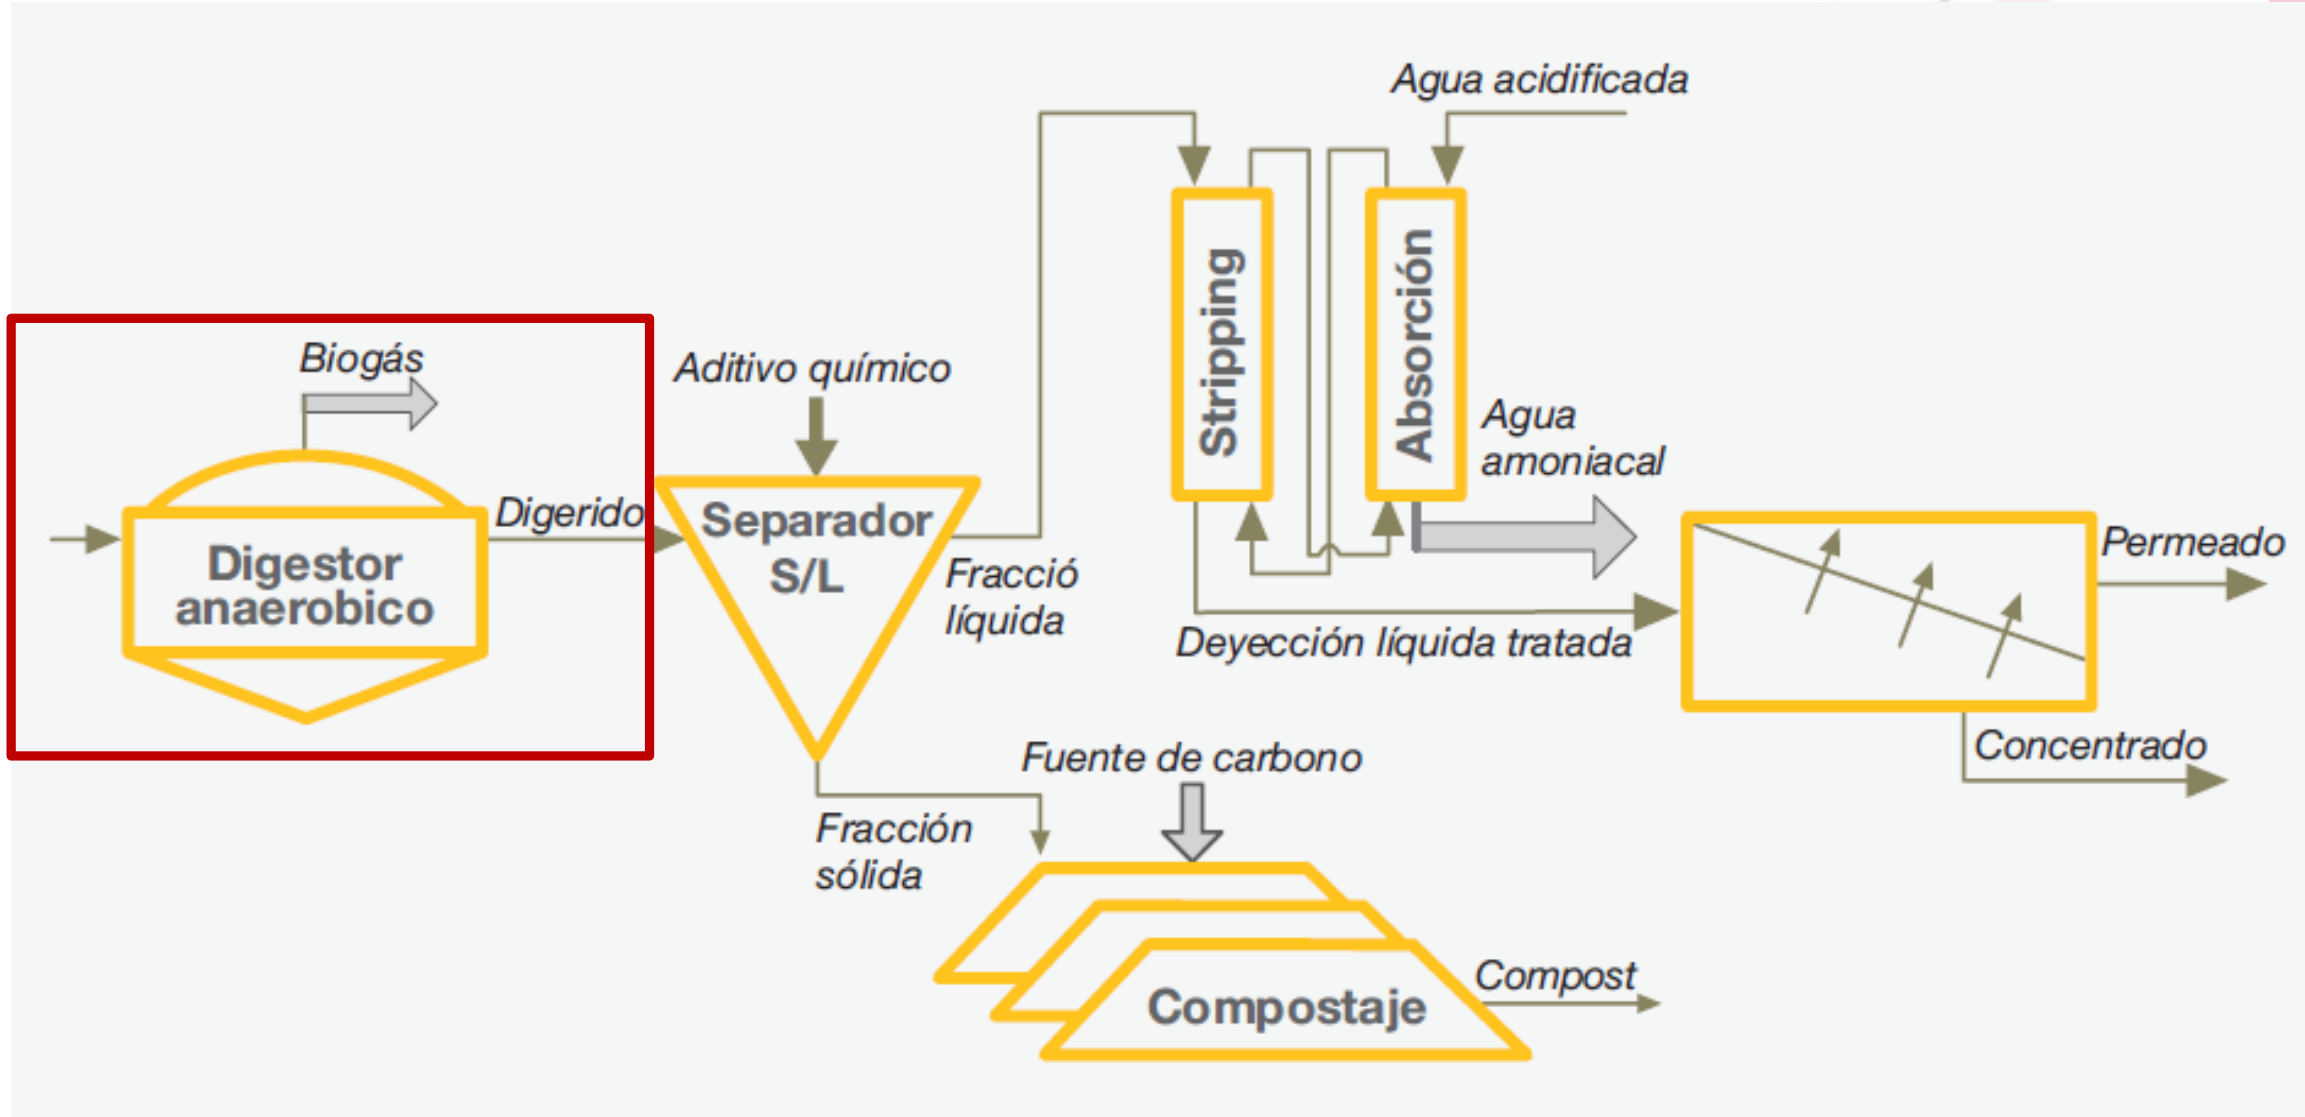 Agua acidificada
Biogás
Aditivo químico
Stripping
Absorción
Agua
amoniacal
Digerido
Separador
S/L
Digestor
anaerobico
Fracció
líquida
Permeado
Deyección líquida tratada
Concentrado
Fuente de carbono
Fracción
sólida
Compost
Compostaje